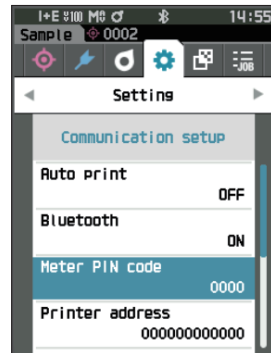 I+E 100 M0 14:55
Sample 0002
-JOB
Setting
Communication setup
Auto print
OFF
Bluetooth
ON
Meter PIN code
0000
Printer address
000000000000